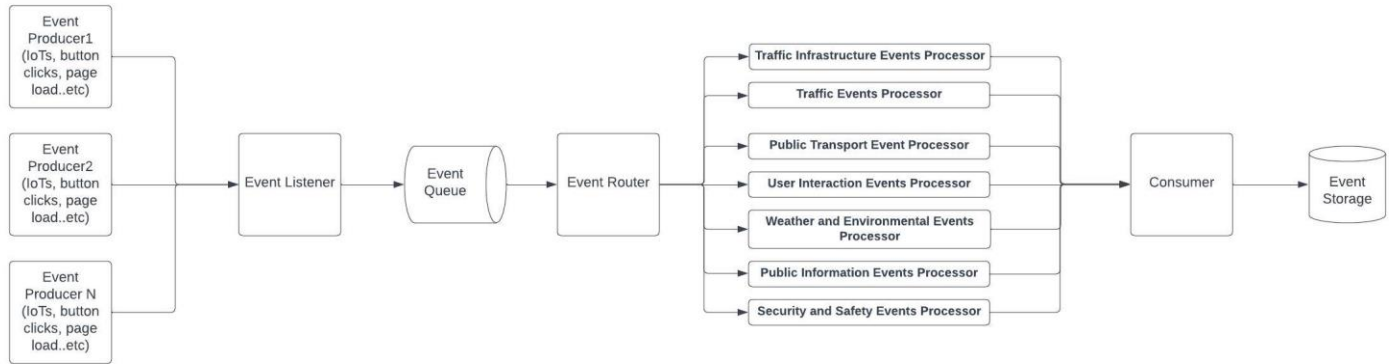 Event
Producer1
(IoTs, button
clicks, page
load..etc)
Event
Producer2
(IoTs, button
clicks, page
load..etc)
Event
Producer N
(IoTs, button
clicks, page
load..etc)
Event Listener
Event
Queue
Event Router
Traffic Infrastructure Events Processor
Traffic Events Processor
Public Transport Event Processor
User Interaction Events Processor
Weather and Environmental Events
Processor
Public Information Events Processor
Security and Safety Events Processor
Consumer
Event
Storage